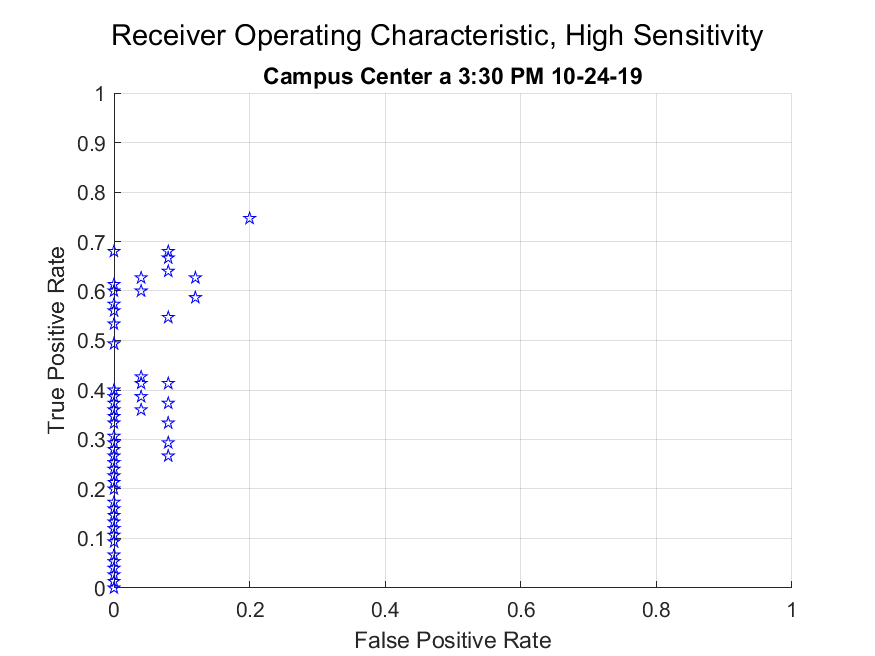 Receiver Operating Characteristic, High Sensitivity
Campus Center a 3:30 PM 10-24-19
1
0.9
0.8
0.7
0.6
0.5
0.4
0.3
0.2
0.1
0
True Positive Rate
0 0.2 0.4 0.6 0.8 1
False Positive Rate